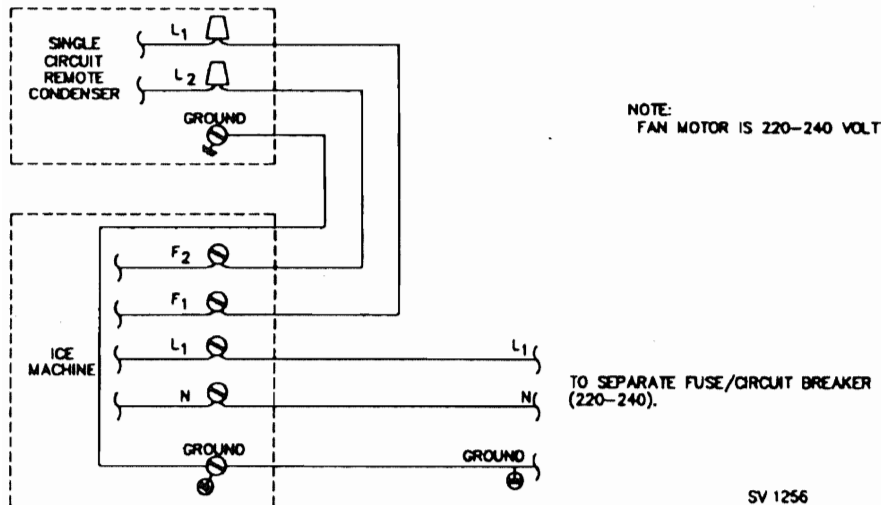 SINGLE
CIRCUIT
REMOTE
CONDENSER
L1
L2
GROUND
NOTE:
FAN MOTOR IS 220-240 VOLT
ICE
MACHINE
F2
F1
L1
N
GROUND
L1
N
GROUND
TO SEPARATE FUSE/CIRCUIT BREAKER
(220-240).
SV 1256